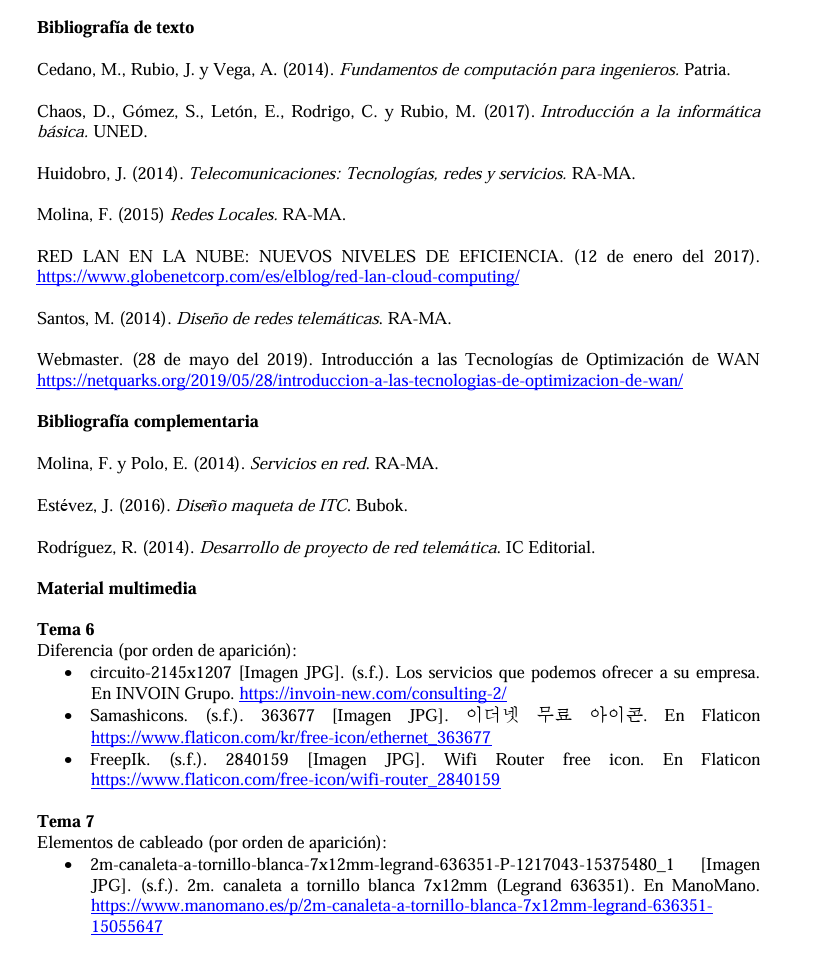 Bibliografía de texto
Cedano, M., Rubio, J. y Vega, A. (2014). Fundamentos de computación para ingenieros. Patria.
Chaos, D., Gómez, S., Letón, E., Rodrigo, C. y Rubio, M. (2017). Introducción a la informática
básica. UNED.
Huidobro, J. (2014). Telecomunicaciones: Tecnologías, redes y servicios. RA-MA.
Molina, F. (2015) Redes Locales. RA-MA.
RED LAN EN LA NUBE: NUEVOS NIVELES DE EFICIENCIA. (12 de enero del 2017).
https://www.globenetcorp.com/es/elblog/red-lan-cloud-computing/
Santos, M. (2014). Diseño de redes telemáticas. RA-MA.
Webmaster. (28 de mayo del 2019). Introducción a las Tecnologías de Optimización de WAN
https://netquarks.org/2019/05/28/introduccion-a-las-tecnologias-de-optimizacion-de-wan/
Bibliografía complementaria
Molina, F. y Polo, E. (2014). Servicios en red. RA-MA.
Estévez, J. (2016). Diseño maqueta de ITC. Bubok.
Rodríguez, R. (2014). Desarrollo de proyecto de red telemática. IC Editorial.
Material multimedia
Tema 6
Diferencia (por orden de aparición):
• circuito-2145x1207 [Imagen JPG]. (s.f.). Los servicios que podemos ofrecer a su empresa.
En INVOIN Grupo. https://invoin-new.com/consulting-2/
• Samashicons. (s.f.). 363677 [Imagen JPG]. 이더넷 무료 아이콘. En Flaticon
https://www.flaticon.com/kr/free-icon/ethernet_363677
• FreepIk. (s.f.). 2840159 [Imagen JPG]. Wifi Router free icon. En Flaticon
https://www.flaticon.com/free-icon/wifi-router_2840159
Tema 7
Elementos de cableado (por orden de aparición):
• 2m-canaleta-a-tornillo-blanca-7x12mm-legrand-636351-P-1217043-15375480_1 [Imagen
JPG]. (s.f.). 2m. canaleta a tornillo blanca 7x12mm (Legrand 636351). En ManoMano.
https://www.manomano.es/p/2m-canaleta-a-tornillo-blanca-7x12mm-legrand-636351-
15055647